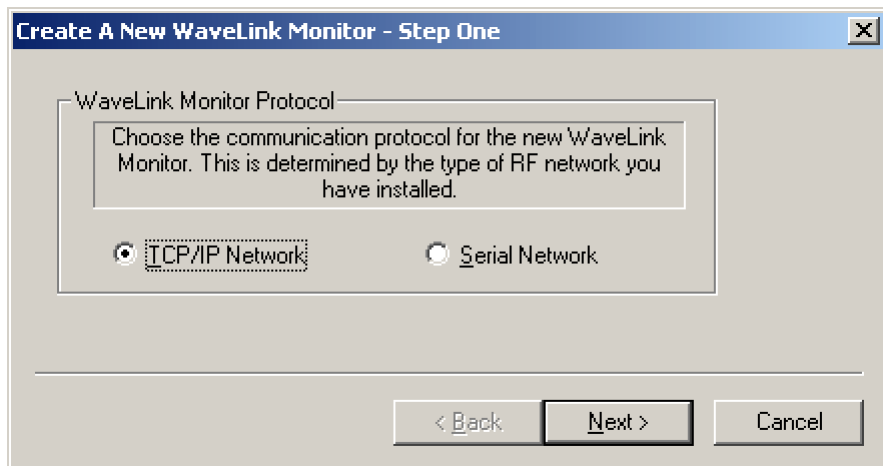 Create A New WaveLink Monitor - Step One
WaveLink Monitor Protocol
Choose the communication protocol for the new WaveLink
Monitor. This is determined by the type of RF network you
have installed.
TCP/IP Network
Serial Network
< Back
Next >
Cancel